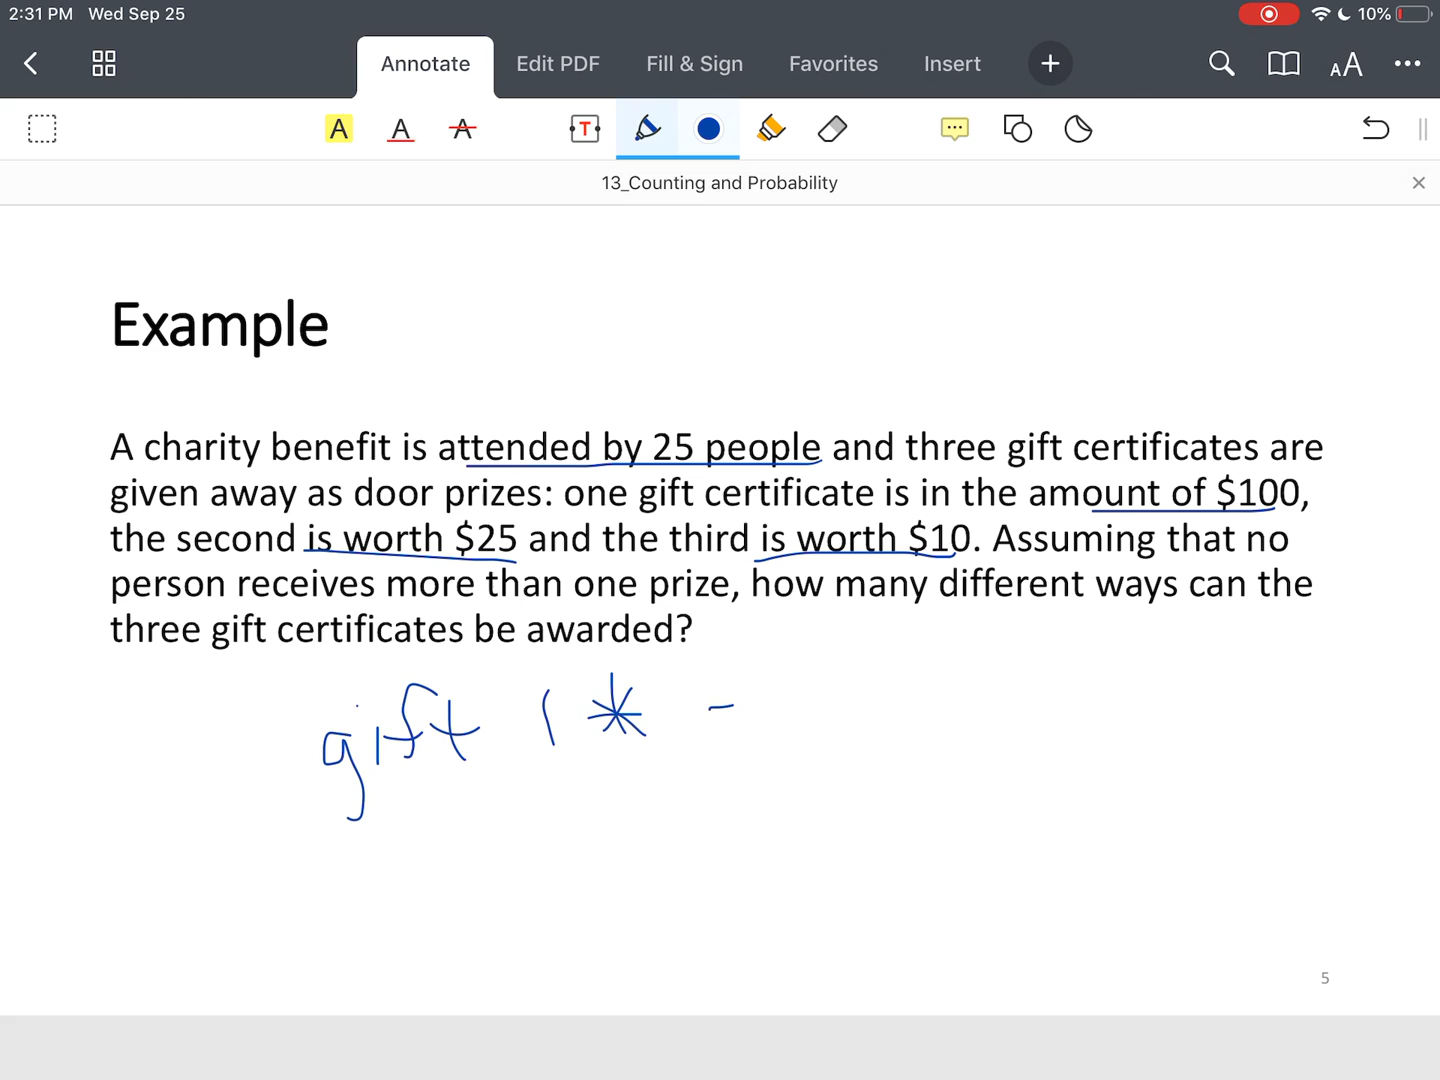 2:31 PM Wed Sep 25 10%
Annotate Edit PDF Fill & Sign Favorites Insert
A A A T
13_Counting and Probability
Example
A charity benefit is attended by 25 people and three gift certificates are
given away as door prizes: one gift certificate is in the amount of $100,
the second is worth $25 and the third is worth $10. Assuming that no
person receives more than one prize, how many different ways can the
three gift certificates be awarded?
gift 1 * -
5